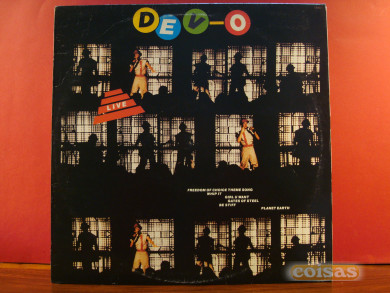 DEV-O
LIVE
FREEDOM OF CHOICE THEME SONG
WHIP IT
GIRL U WANT
GATES OF STEEL
BE STIFF
PLANET EARTH
coisas